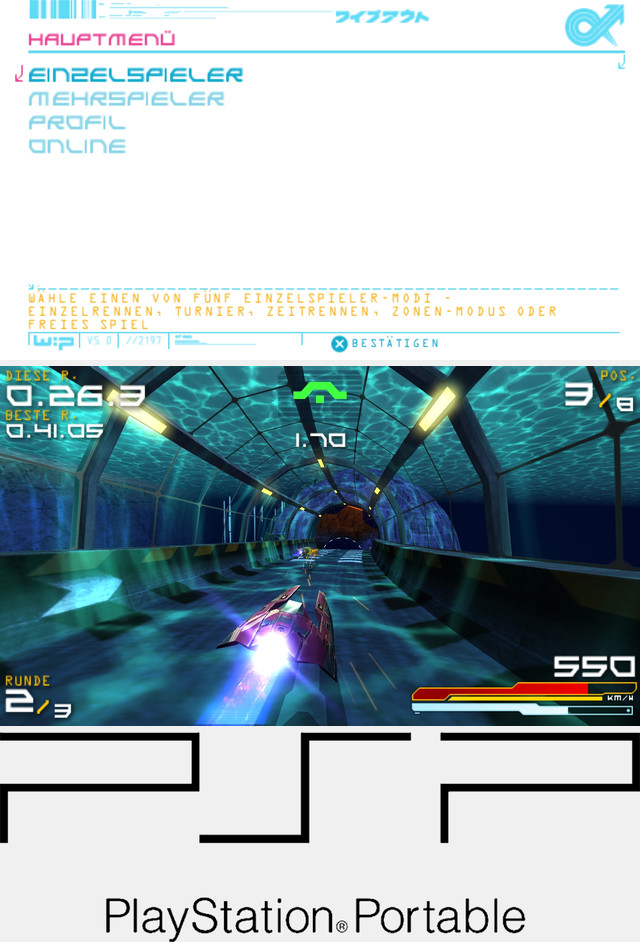 ワイプアウト
HAUPTMENÜ
EINZELSPIELER
MEHRSPIELER
PROFIL
ONLINE
WÄHLE EINEN VON FÜNF EINZELSPIELER-MODI -
EINZELRENNEN, TURNIER, ZEITRENNEN, ZONEN-MODUS ODER
FREIES SPIEL
W:P V5.0 //2197 BESTÄTIGEN
DIESE R.
0.26.3
BESTE R.
0.41.05
1.70
POS:
3/8
RUNDE
2/3
550
KM/H
PSP
PlayStation®Portable